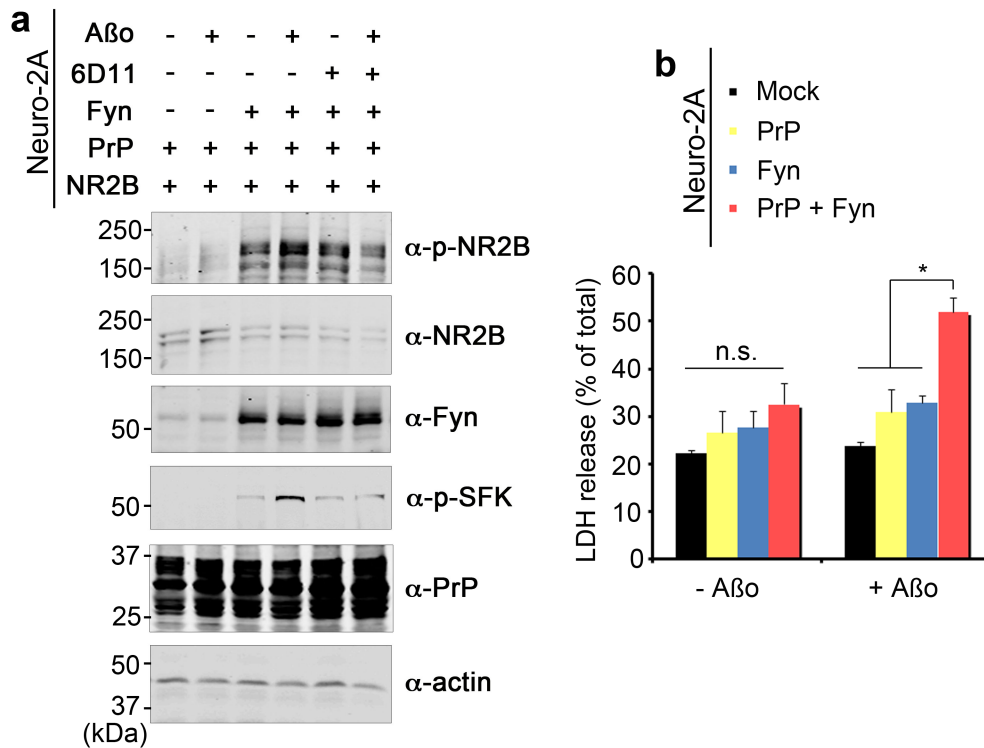 a
Neuro-2A
Aßo - + - + - +
6D11 - - - - + +
Fyn - - + + + +
PrP + + + + + +
NR2B + + + + + +
250
150
α-p-NR2B
250
150
α-NR2B
50
α-Fyn
50
α-p-SFK
37
25
α-PrP
50
37
α-actin
(kDa)
b
Neuro-2A
Mock
PrP
Fyn
PrP + Fyn
LDH release (% of total)
60
50
40
30
20
10
0
n.s.
*
- Aßo
+ Aßo